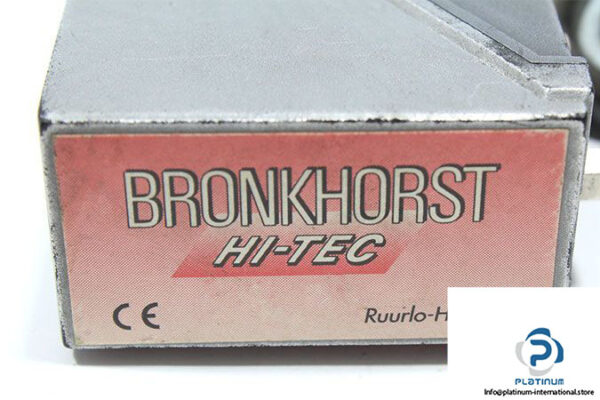 BRONKHORST
HI-TEC
CE
Ruurlo-H
PLATINUM
Info@platinum-international.store